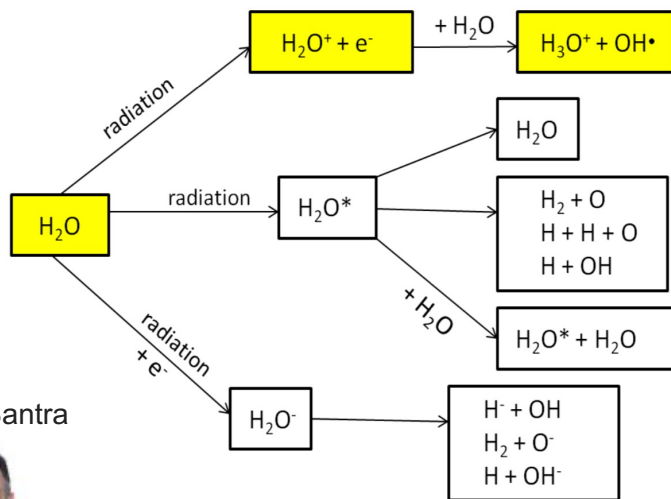 H₂O⁺ + e⁻
+ H₂O
H₃O⁺ + OH•
radiation
H₂O
radiation
H₂O*
H₂O
H₂ + O
H + H + O
H + OH
+ H₂O
H₂O* + H₂O
radiation
+ e⁻
H₂O⁻
H⁻ + OH
H₂ + O⁻
H + OH⁻